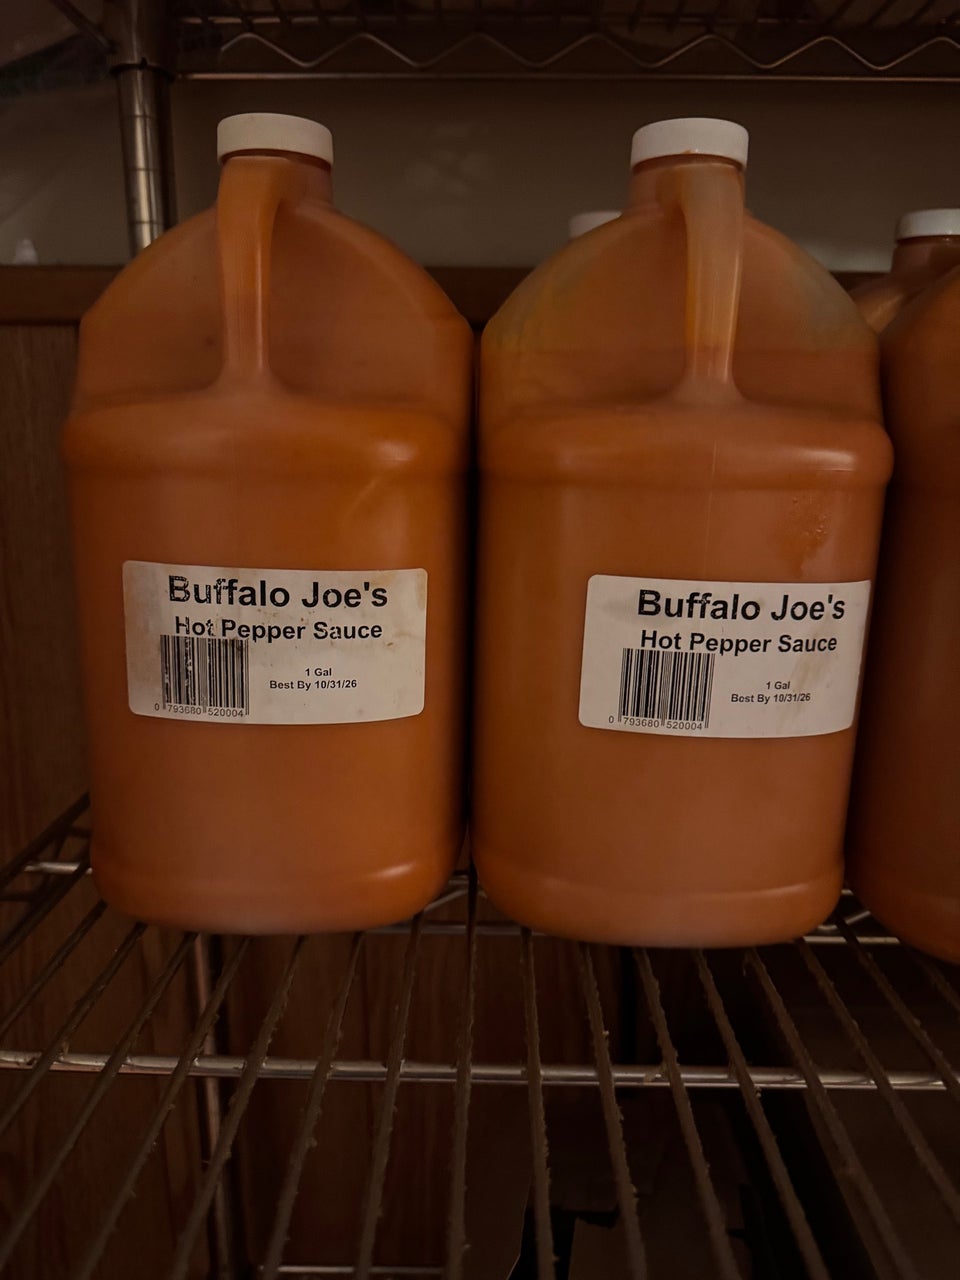 Buffalo Joe's
Hot Pepper Sauce
1 Gal
Best By 10/31/26
0 793680 520004
Buffalo Joe's
Hot Pepper Sauce
1 Gal
Best By 10/31/26
0 793680 520004